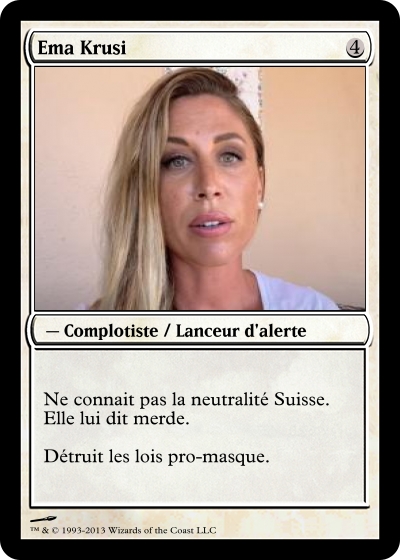 Ema Krusi 4
— Complotiste / Lanceur d'alerte
Ne connait pas la neutralité Suisse.
Elle lui dit merde.
Détruit les lois pro-masque.
™ & © 1993-2013 Wizards of the Coast LLC